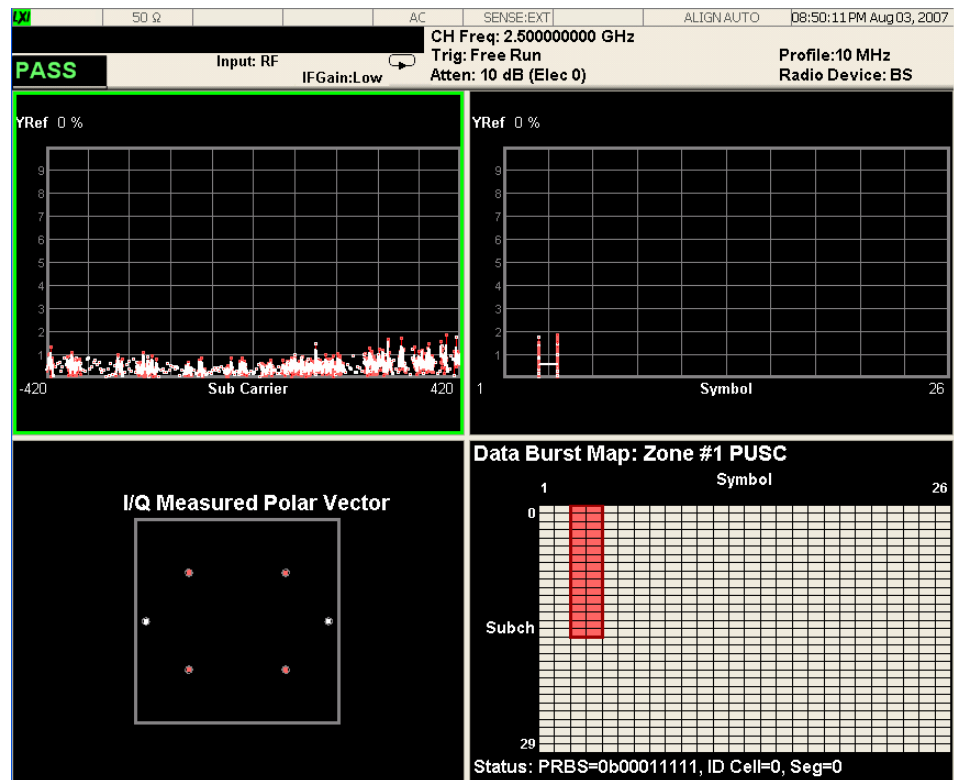 LXI 50 Ω AC SENSE:EXT ALIGN AUTO 08:50:11 PM Aug 03, 2007
CH Freq: 2.500000000 GHz
Input: RF Trig: Free Run Profile:10 MHz
PASS IFGain:Low Atten: 10 dB (Elec 0) Radio Device: BS
YRef 0 %
9
8
7
6
5
4
3
2
1
-420 Sub Carrier 420
YRef 0 %
9
8
7
6
5
4
3
2
1
1 Symbol 26
I/Q Measured Polar Vector
Data Burst Map: Zone #1 PUSC
Symbol
1 26
0
Subch
29
Status: PRBS=0b00011111, ID Cell=0, Seg=0